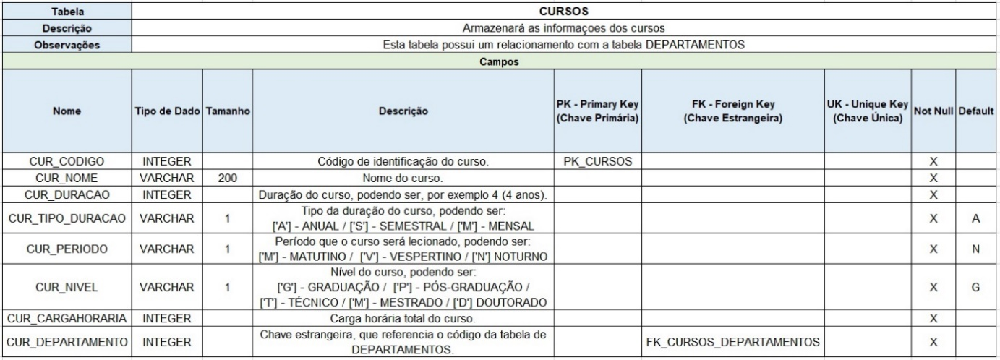 Tabela CURSOS
Descrição Armazenará as informaçoes dos cursos
Observações Esta tabela possui um relacionamento com a tabela DEPARTAMENTOS
Campos
Nome Tipo de Dado Tamanho Descrição PK - Primary Key (Chave Primária) FK - Foreign Key (Chave Estrangeira) UK - Unique Key (Chave Única) Not Null Default
CUR_CODIGO INTEGER Código de identificação do curso. PK_CURSOS X
CUR_NOME VARCHAR 200 Nome do curso. X
CUR_DURACAO INTEGER Duração do curso, podendo ser, por exemplo 4 (4 anos). X
CUR_TIPO_DURACAO VARCHAR 1 Tipo da duração do curso, podendo ser:
['A'] - ANUAL / ['S'] - SEMESTRAL / ['M'] - MENSAL X A
CUR_PERIODO VARCHAR 1 Período que o curso será lecionado, podendo ser:
['M'] - MATUTINO / ['V'] - VESPERTINO / ['N'] NOTURNO X N
CUR_NIVEL VARCHAR 1 Nível do curso, podendo ser:
['G'] - GRADUAÇÃO / ['P'] - PÓS-GRADUAÇÃO /
['T'] - TÉCNICO / ['M'] - MESTRADO / ['D'] DOUTORADO X G
CUR_CARGAHORARIA INTEGER Carga horária total do curso. X
CUR_DEPARTAMENTO INTEGER Chave estrangeira, que referencia o código da tabela de
DEPARTAMENTOS. FK_CURSOS_DEPARTAMENTOS X